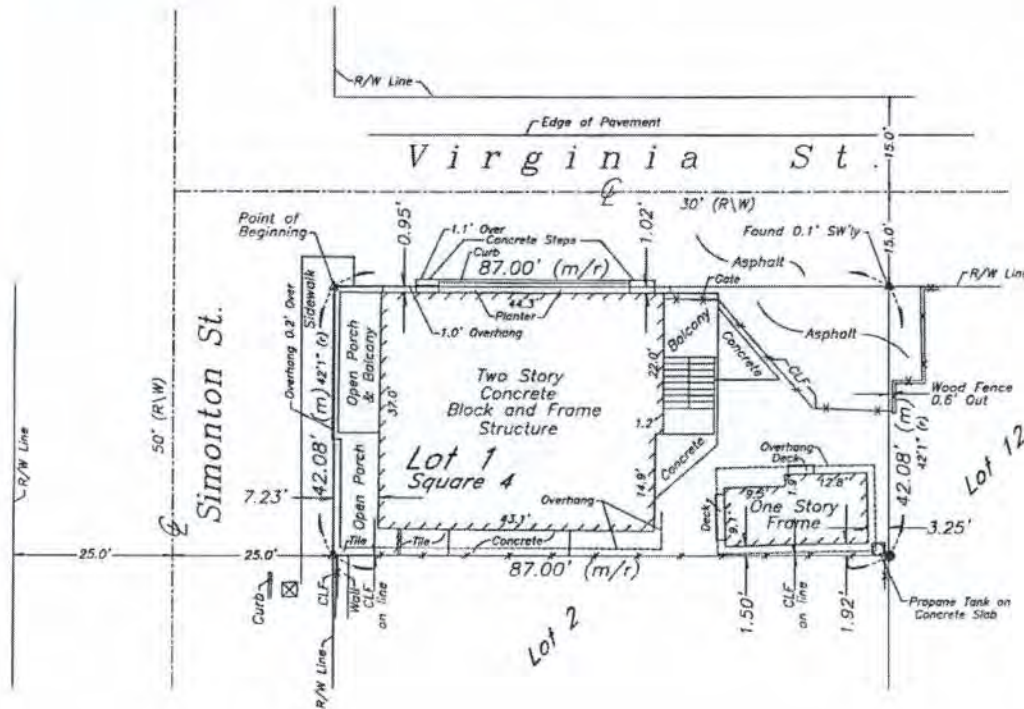 R/W Line
Edge of Pavement
Virginia St.
15.0'
℄
30' (R\W)
Point of
Beginning
0.95'
1.1' Over
Concrete Steps
Curb
87.00' (m/r)
1.02'
Found 0.1' SW'ly
15.0'
Asphalt
R/W Line
Gate
44.3'
Planter
1.0' Overhang
Sidewalk
Overhang 0.2' Over
Simonton St.
50' (R\W)
R/W Line
℄
42.08' (m)
42'1" (r)
Open Porch
& Balcony
37.0'
Two Story
Concrete
Block and Frame
Structure
22.0'
Balcony
Concrete
CLF
Asphalt
Wood Fence
0.6' Out
Lot 1
Square 4
1.2'
14.9'
Concrete
Overhang
Deck
42.08' (m)
42'1" (r)
Lot 12
7.23'
Open Porch
Overhang
43.1'
Deck
9.5'
1.9'
12.8'
9.7'
One Story
Frame
3.25'
Tile
Tile
Concrete
25.0'
25.0'
87.00' (m/r)
Curb
CLF
Wall
CLF
on line
R/W Line
Lot 2
1.50'
CLF
on line
1.92'
Propane Tank on
Concrete Slab